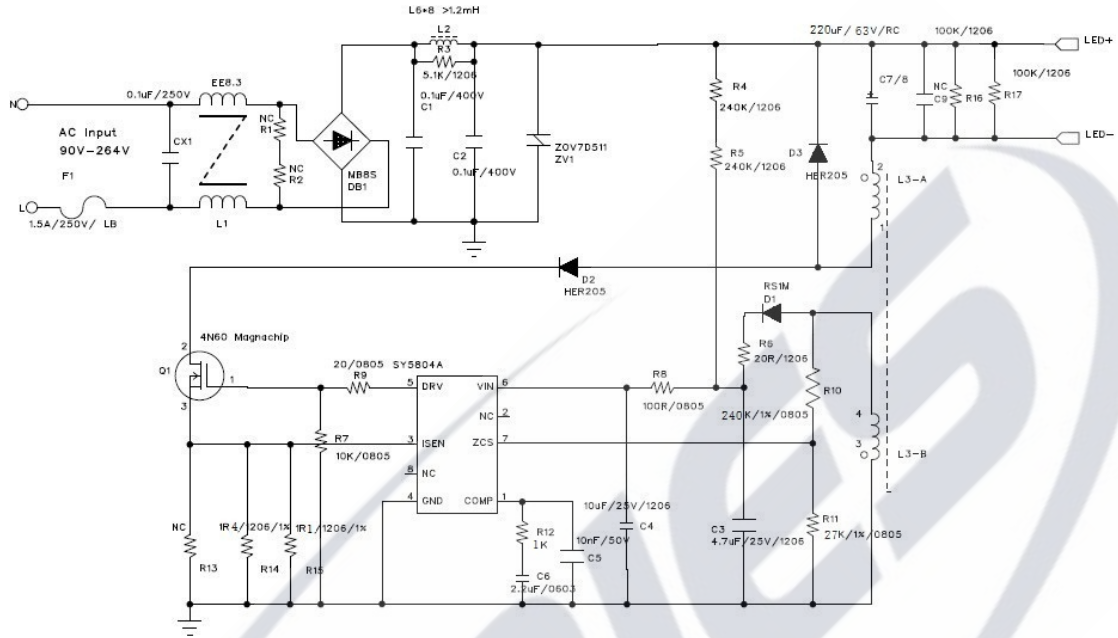 L6*8 >1.2mH
L2
R3
5.1K/1206
220uF/ 63V/RC
100K/1206
LED+
EE8.3
0.1uF/250V
0.1uF/400V
C1
R4
240K/1206
C7/8
NC
C9
R16
100K/1206
R17
N
AC Input
90V-264V
CX1
NC
R1
NC
R2
MB8S
DB1
C2
0.1uF/400V
ZOV7D511
ZV1
R5
240K/1206
D3
HER205
LED-
F1
L
1.5A/250V/ LB
L1
2
L3-A
1
D2
HER205
RS1M
D1
4N60 Magnachip
2
Q1
1
3
20/0805
R9
SY5804A
5
DRV
VIN
6
R8
100R/0805
R6
20R/1206
R10
240K/1%/0805
NC
2
R7
10K/0805
3
ISEN
ZCS
7
4
3
L3-B
8
NC
4
GND
COMP
1
10uF/25V/1206
C4
C3
4.7uF/25V/1206
R11
27K/1%/0805
NC
R13
1R4/1206/1%
R14
1R1/1206/1%
R15
R12
1K
10nF/50V
C5
C6
2.2uF/0603